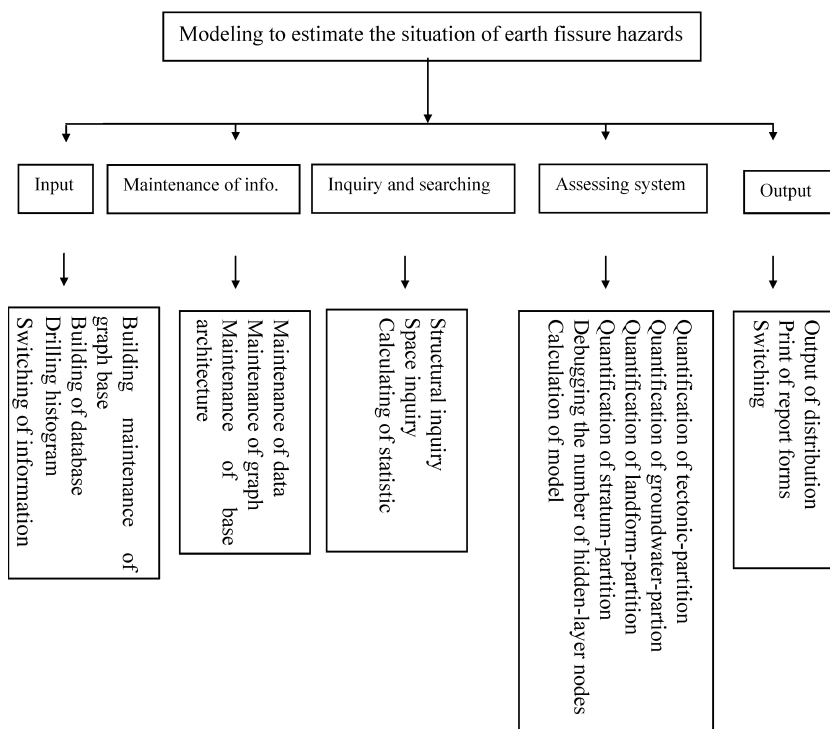 Modeling to estimate the situation of earth fissure hazards
Input
Maintenance of info.
Inquiry and searching
Assessing system
Output
Building maintenance of
graph base
Building of database
Drilling histogram
Switching of information
Maintenance of data
Maintenance of graph
Maintenance of base
architecture
Structural inquiry
Space inquiry
Calculating of statistic
Quantification of tectonic-partition
Quantification of groundwater-partion
Quantification of landform-partition
Quantification of stratum-partition
Debugging the number of hidden-layer nodes
Calculation of model
Output of distribution
Print of report forms
Switching